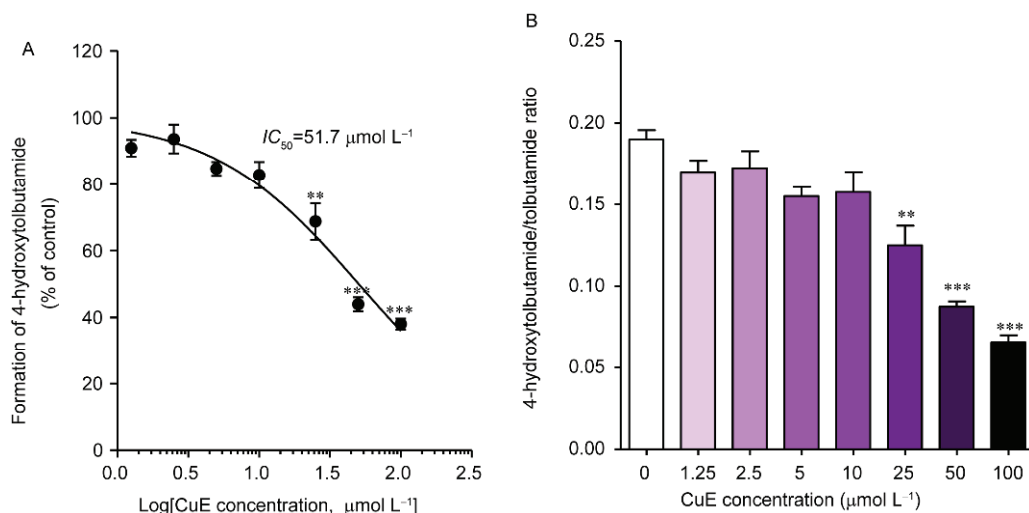 A
Formation of 4-hydroxytolbutamide
(% of control)
120
100
80
60
40
20
0
IC50=51.7 μmol L−1
**
***
***
0.0 0.5 1.0 1.5 2.0 2.5
Log[CuE concentration, μmol L−1]
B
4-hydroxytolbutamide/tolbutamide ratio
0.25
0.20
0.15
0.10
0.05
0.00
**
***
***
0 1.25 2.5 5 10 25 50 100
CuE concentration (μmol L−1)